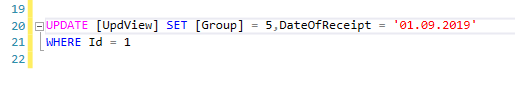 19
20 UPDATE [UpdView] SET [Group] = 5,DateOfReceipt = '01.09.2019'
21 WHERE Id = 1
22